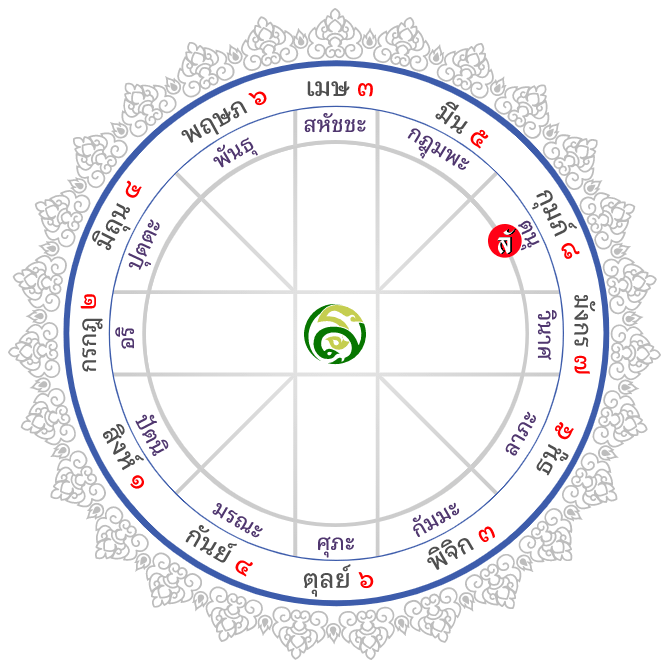 เมษ ๓
พฤษภ ๖
มิถุน ๔
กรกฎ ๒
สิงห์ ๑
กันย์ ๔
ตุลย์ ๖
พิจิก ๓
ธนู ๕
มังกร ๗
กุมภ์ ๘
มีน ๕
สหัชชะ
พันธุ
ปุตตะ
อริ
ปัตนิ
มรณะ
ศุภะ
กัมมะ
ลาภะ
วินาศ
ตนุ
กฎุมพะ
ลั